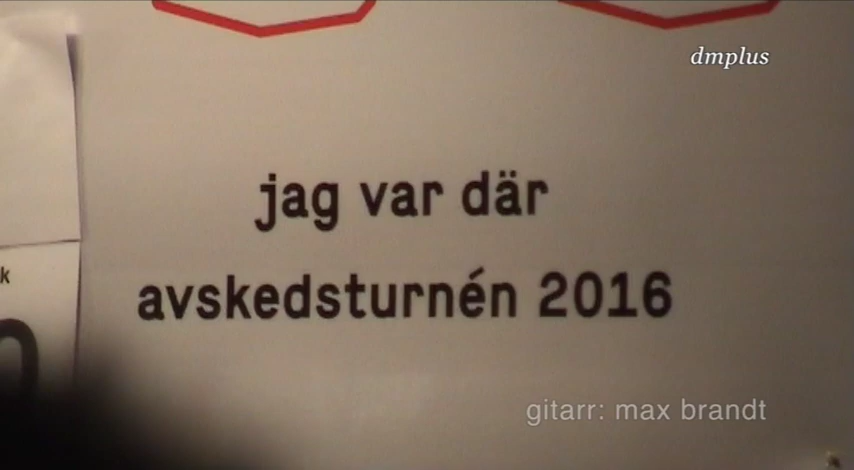 dmplus
jag var där
avskedsturnén 2016
k
gitarr: max brandt